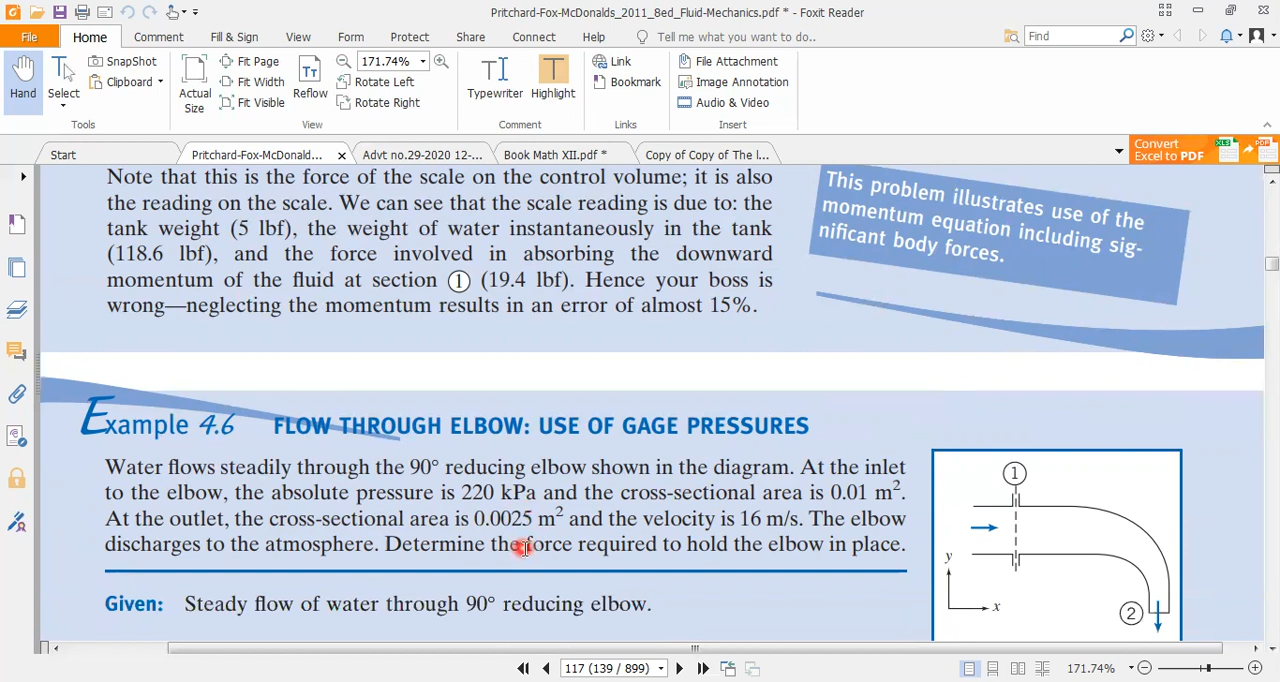 Pritchard-Fox-McDonalds_2011_8ed_Fluid-Mechanics.pdf * - Foxit Reader
File Home Comment Fill & Sign View Form Protect Share Connect Help Tell me what you want to do.. Find
Hand
Select
SnapShot
Clipboard
Actual
Size
Fit Page
Fit Width
Fit Visible
Reflow
171.74%
Rotate Left
Rotate Right
Typewriter
Highlight
Link
Bookmark
File Attachment
Image Annotation
Audio & Video
Tools View Comment Links Insert
Start Pritchard-Fox-McDonald... Advt no.29-2020 12-... Book Math XII.pdf * Copy of Copy of The l...
Convert
Excel to PDF
XLS
PDF
Note that this is the force of the scale on the control volume; it is also
the reading on the scale. We can see that the scale reading is due to: the
tank weight (5 lbf), the weight of water instantaneously in the tank
(118.6 lbf), and the force involved in absorbing the downward
momentum of the fluid at section ① (19.4 lbf). Hence your boss is
wrong—neglecting the momentum results in an error of almost 15%.
This problem illustrates use of the
momentum equation including sig-
nificant body forces.
Example 4.6 FLOW THROUGH ELBOW: USE OF GAGE PRESSURES
Water flows steadily through the 90° reducing elbow shown in the diagram. At the inlet
to the elbow, the absolute pressure is 220 kPa and the cross-sectional area is 0.01 m².
At the outlet, the cross-sectional area is 0.0025 m² and the velocity is 16 m/s. The elbow
discharges to the atmosphere. Determine the force required to hold the elbow in place.
Given: Steady flow of water through 90° reducing elbow.
①
y
x
②
117 (139 / 899)
171.74%